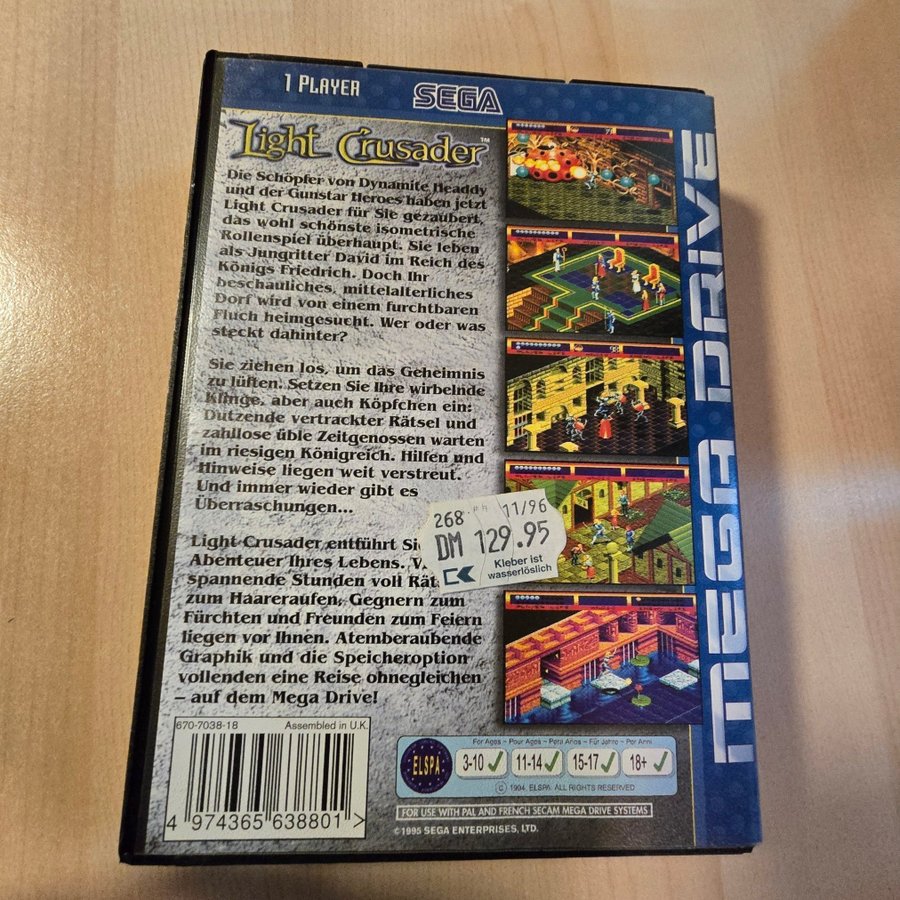 1 PLAYER
SEGA
Light Crusader™
Die Schöpfer von Dynamite Headdy
und der Gunstar Heroes haben jetzt
Light Crusader für Sie gezaubert,
das wohl schönste isometrische
Rollenspiel überhaupt. Sie leben
als Jungritter David im Reich des
Königs Friedrich. Doch Ihr
beschauliches, mittelalterliches
Dorf wird von einem furchtbaren
Fluch heimgesucht. Wer oder was
steckt dahinter?
Sie ziehen los, um das Geheimnis
zu lüften. Setzen Sie Ihre wirbelnde
Klinge, aber auch Köpfchen ein:
Dutzende vertrackter Rätsel und
zahllose üble Zeitgenossen warten
im riesigen Königreich. Hilfen und
Hinweise liegen weit verstreut.
Und immer wieder gibt es
Überraschungen...
Light Crusader entführt
Abenteuer Ihres Lebens.
spannende Stunden voll
zum Haareraufen, Gegnern zum
Fürchten und Freunden zum Feiern
liegen vor Ihnen. Atemberaubende
Graphik und die Speicheroption
vollenden eine Reise ohnegleichen
– auf dem Mega Drive!
268 11/96
DM 129.95
CK Kleber ist
wasserlöslich
MEGA DRIVE
670-7038-18 Assembled in U.K.
4 974365 638801 >
For Ages ~ Pour Ages ~ Para Años ~ Für Jahre ~ Per Anni
ELSPA 3-10 ✓ 11-14 ✓ 15-17 ✓ 18+ ✓
© 1994. ELSPA. ALL RIGHTS RESERVED
FOR USE WITH PAL AND FRENCH SECAM MEGA DRIVE SYSTEMS
©1995 SEGA ENTERPRISES, LTD.